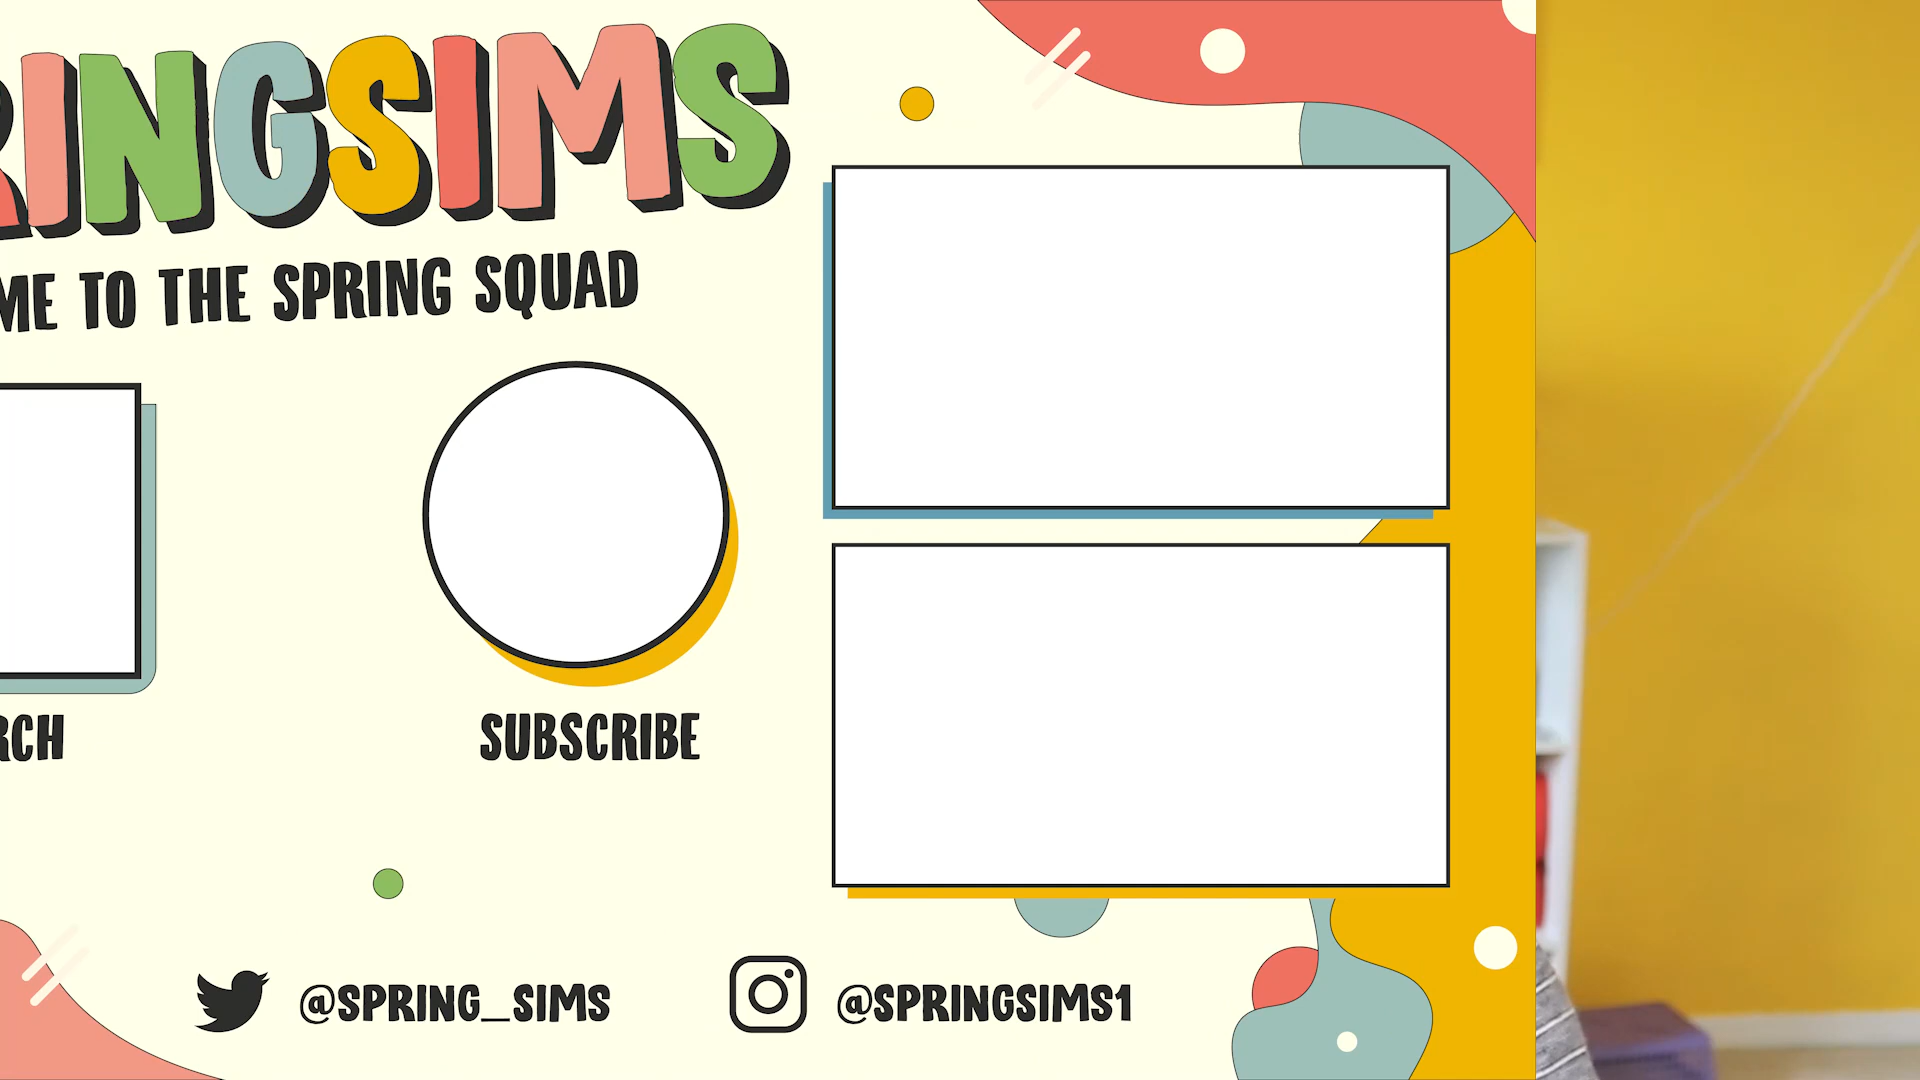 RINGSIMS
ME TO THE SPRING SQUAD
RCH
SUBSCRIBE
@SPRING_SIMS
@SPRINGSIMS1